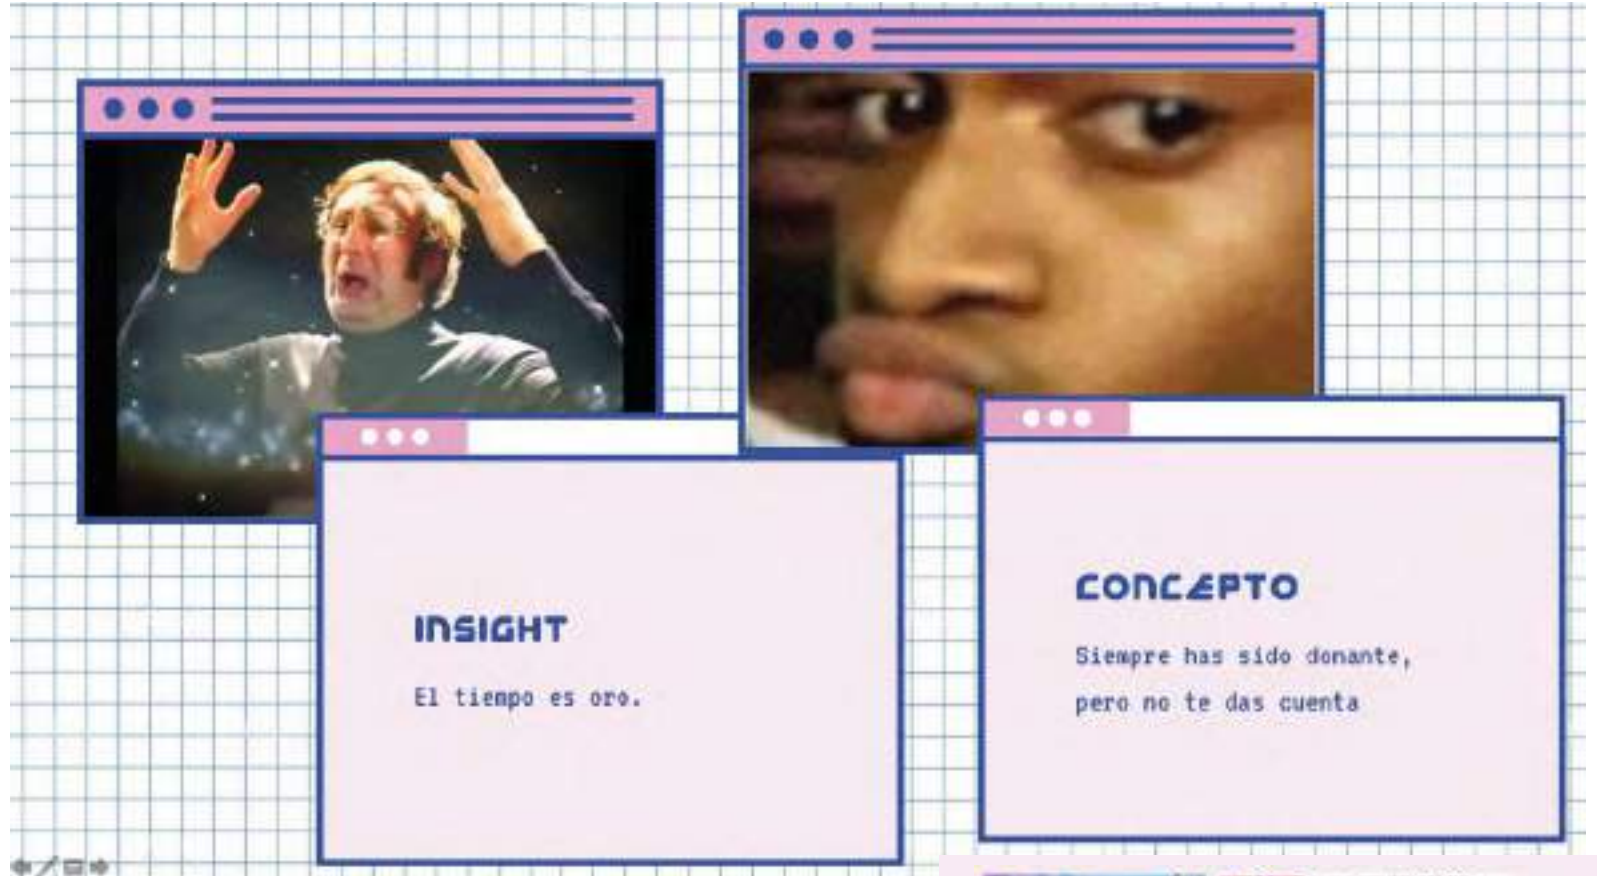 INSIGHT
El tiempo es oro.
CONCEPTO
Siempre has sido donante,
pero no te das cuenta